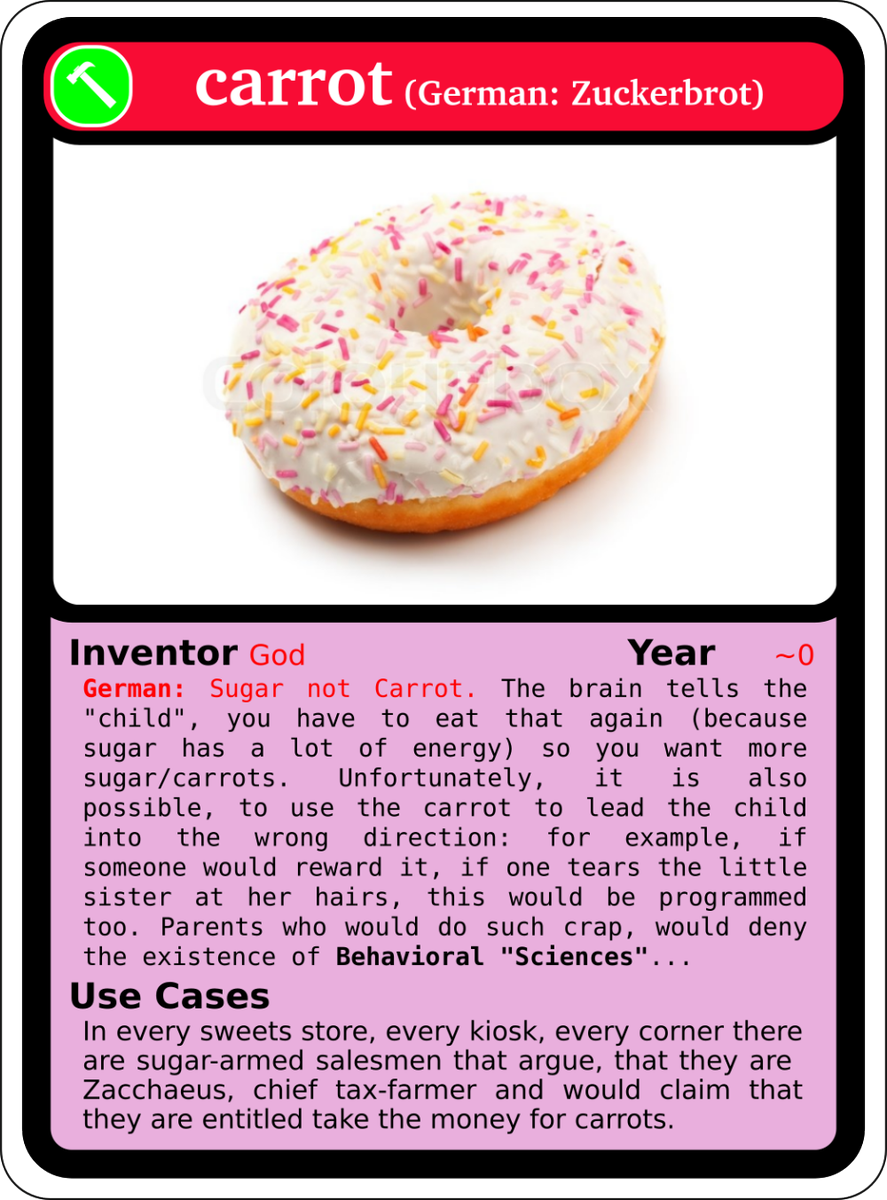 carrot (German: Zuckerbrot)
colourbox
Inventor God Year ~0
German: Sugar not Carrot. The brain tells the
"child", you have to eat that again (because
sugar has a lot of energy) so you want more
sugar/carrots. Unfortunately, it is also
possible, to use the carrot to lead the child
into the wrong direction: for example, if
someone would reward it, if one tears the little
sister at her hairs, this would be programmed
too. Parents who would do such crap, would deny
the existence of Behavioral "Sciences"...
Use Cases
In every sweets store, every kiosk, every corner there
are sugar-armed salesmen that argue, that they are
Zacchaeus, chief tax-farmer and would claim that
they are entitled take the money for carrots.